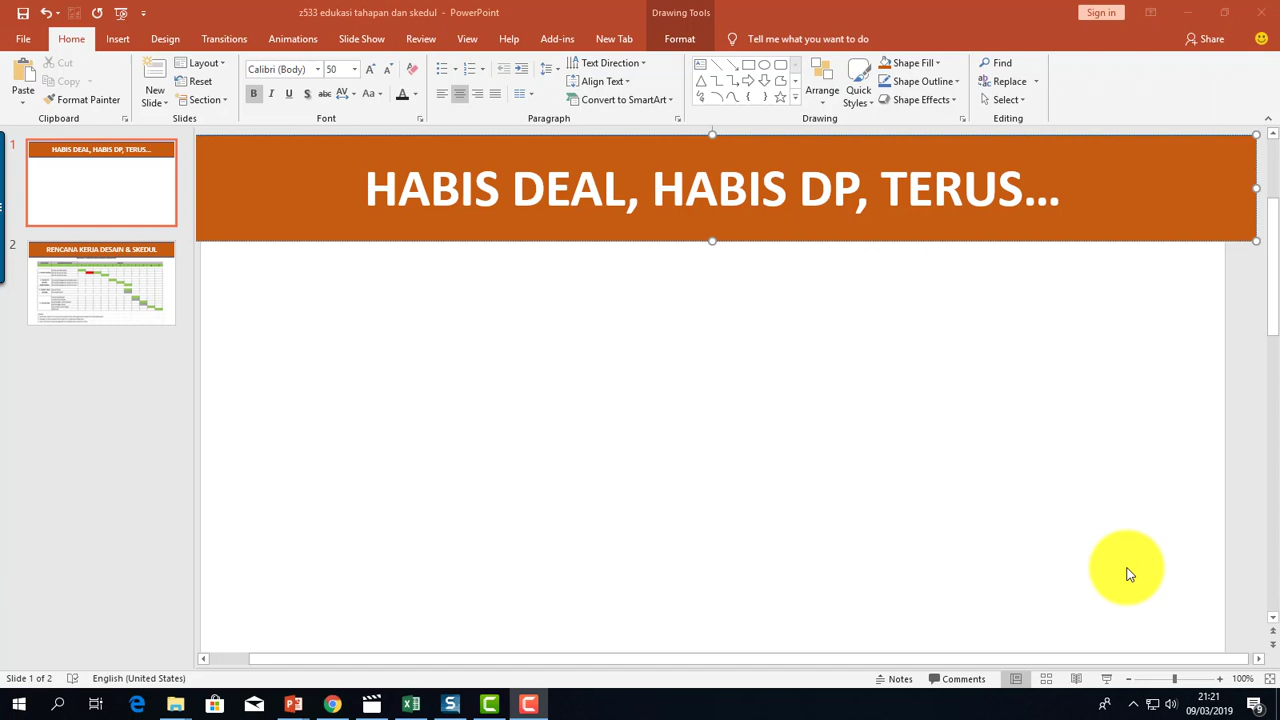 z533 edukasi tahapan dan skedul - PowerPoint
Drawing Tools
Sign in
File Home Insert Design Transitions Animations Slide Show Review View Help Add-ins New Tab Format Tell me what you want to do Share
Paste
Cut
Copy
Format Painter
Clipboard
New Slide
Layout
Reset
Section
Slides
Calibri (Body) 50
B I U S abc AV Aa A
Font
Text Direction
Align Text
Convert to SmartArt
Paragraph
Arrange
Quick Styles
Shape Fill
Shape Outline
Shape Effects
Drawing
Find
Replace
Select
Editing
1
HABIS DEAL, HABIS DP, TERUS...
2
RENCANA KERJA DESAIN & SKEDUL
HABIS DEAL, HABIS DP, TERUS...
Slide 1 of 2 English (United States) Notes Comments 100%
21:21
09/03/2019